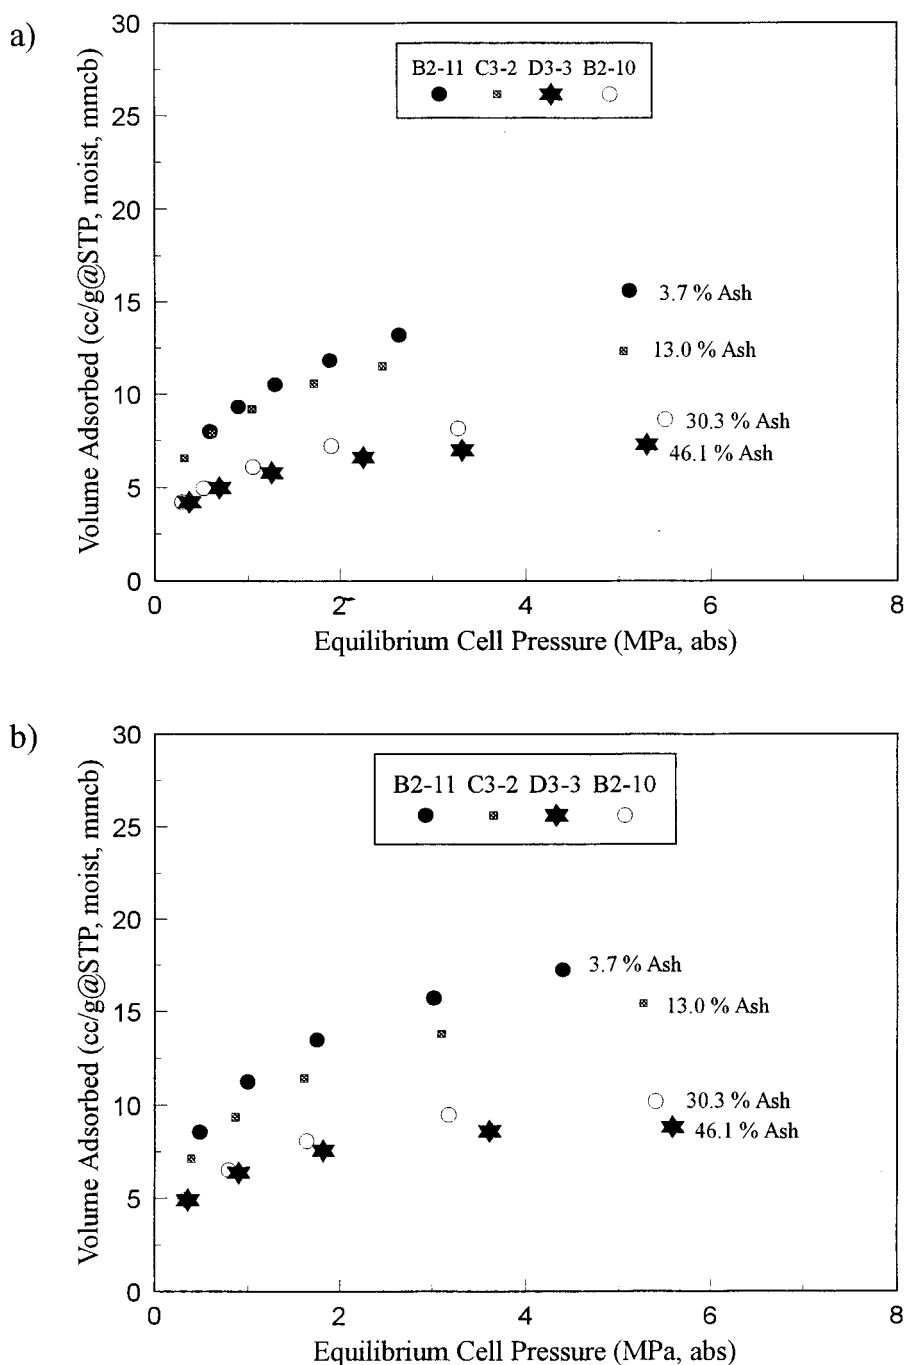 a)
30
25
20
15
10
5
0
Volume Adsorbed (cc/g@STP, moist, mmcb)
B2-11 C3-2 D3-3 B2-10
3.7 % Ash
13.0 % Ash
30.3 % Ash
46.1 % Ash
0 2 4 6 8
Equilibrium Cell Pressure (MPa, abs)
b)
30
25
20
15
10
5
0
Volume Adsorbed (cc/g@STP, moist, mmcb)
B2-11 C3-2 D3-3 B2-10
3.7 % Ash
13.0 % Ash
30.3 % Ash
46.1 % Ash
0 2 4 6 8
Equilibrium Cell Pressure (MPa, abs)